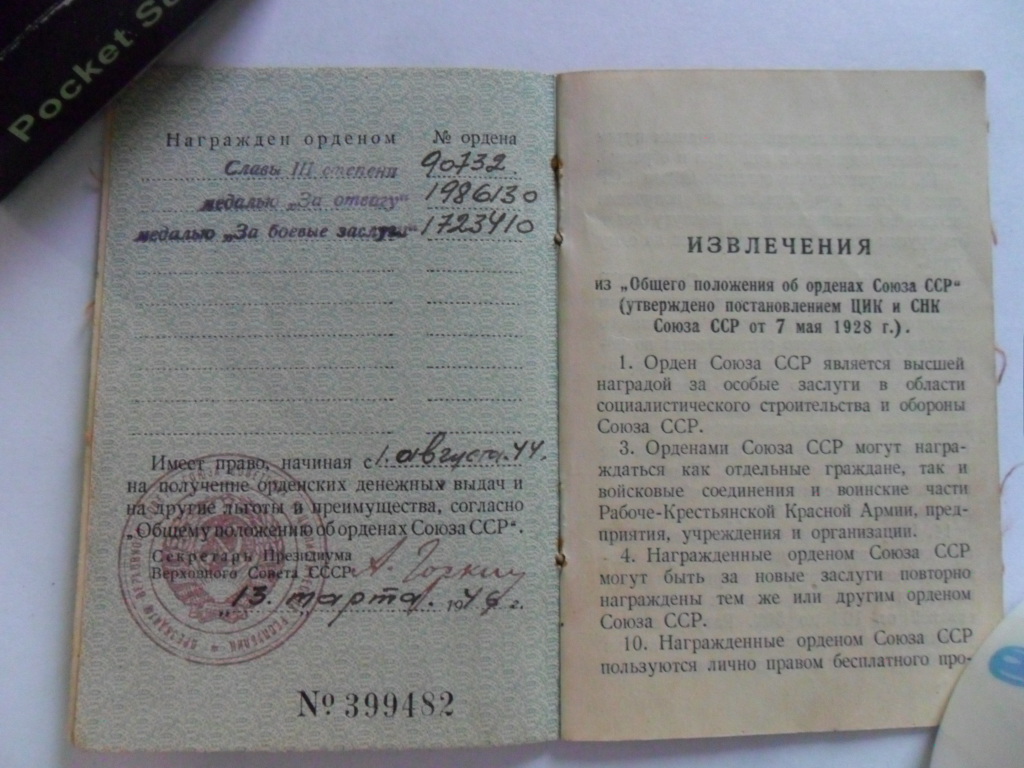 Pocket Su
Награжден орденом № ордена
Славы III степени 90732.
медалью „За отвагу" 1986130
медалью „За боевые заслуги" 1723410
Имеет право, начиная с 1. августа. 44.
на получение орденских денежных выдач и
на другие льготы и преимущества, согласно
„Общему положению об орденах Союза ССР".
Секретарь Президиума
Верховного Совета СССР А. Горкин
„13. марта. 194 г.
№ 399482
ИЗВЛЕЧЕНИЯ
из „Общего положения об орденах Союза ССР"
(утверждено постановлением ЦИК и СНК
Союза ССР от 7 мая 1928 г.).
1. Орден Союза ССР является высшей
наградой за особые заслуги в области
социалистического строительства и обороны
Союза ССР.
3. Орденами Союза ССР могут награ-
ждаться как отдельные граждане, так и
войсковые соединения и воинские части
Рабоче-Крестьянской Красной Армии, пред-
приятия, учреждения и организации.
4. Награжденные орденом Союза ССР
могут быть за новые заслуги повторно
награждены тем же или другим орденом
Союза ССР.
10. Награжденные орденом Союза ССР
пользуются лично правом бесплатного про-